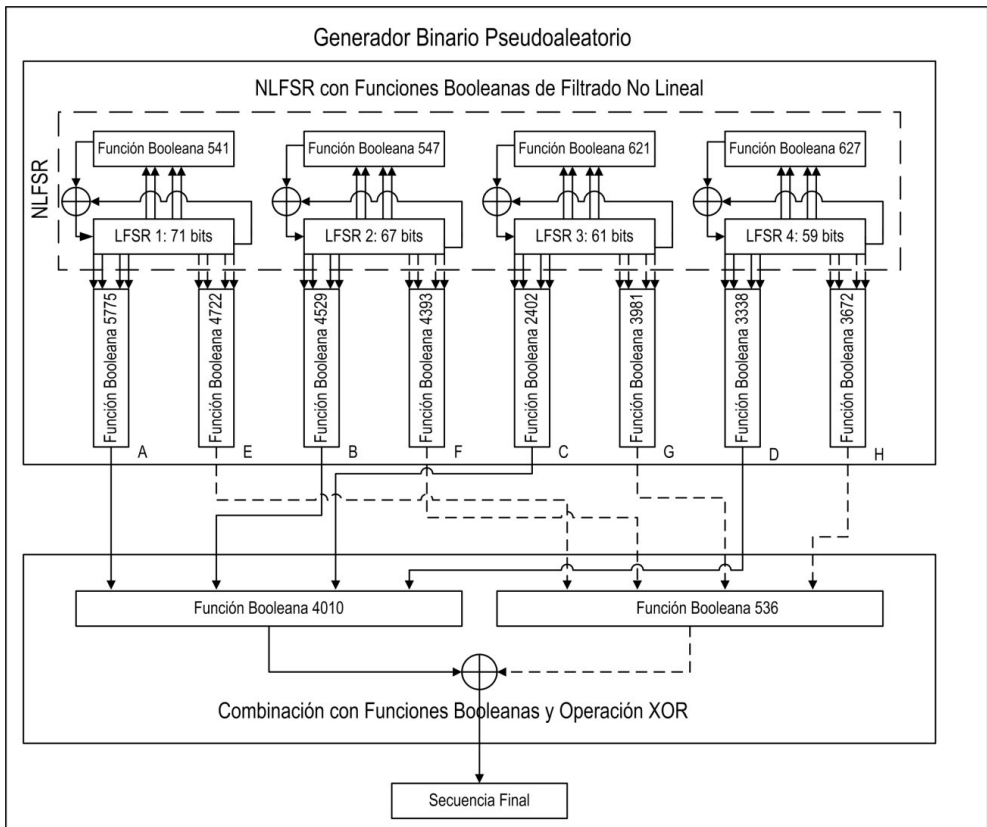 Generador Binario Pseudoaleatorio
NLFSR con Funciones Booleanas de Filtrado No Lineal
NLFSR
Función Booleana 541
Función Booleana 547
Función Booleana 621
Función Booleana 627
LFSR 1: 71 bits
LFSR 2: 67 bits
LFSR 3: 61 bits
LFSR 4: 59 bits
Función Booleana 5775
Función Booleana 4722
Función Booleana 4529
Función Booleana 4393
Función Booleana 2402
Función Booleana 3981
Función Booleana 3338
Función Booleana 3672
A
E
B
F
C
G
D
H
Función Booleana 4010
Función Booleana 536
Combinación con Funciones Booleanas y Operación XOR
Secuencia Final